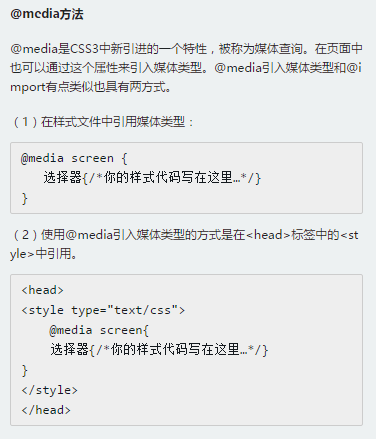 @media方法
@media是CSS3中新引进的一个特性，被称为媒体查询。在页面中
也可以通过这个属性来引入媒体类型。@media引入媒体类型和@i
mport有点类似也具有两方式。
（1）在样式文件中引用媒体类型：
@media screen {
   选择器{/*你的样式代码写在这里…*/}
}
（2）使用@media引入媒体类型的方式是在<head>标签中的<st
yle>中引用。
<head>
<style type="text/css">
    @media screen{
    选择器{/*你的样式代码写在这里…*/}
}
</style>
</head>